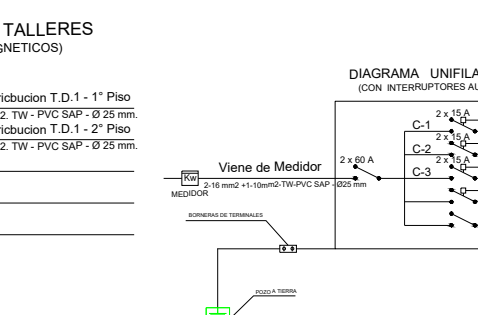 TALLERES
GNETICOS)
ricbucion T.D.1 - 1° Piso
2. TW - PVC SAP - Ø 25 mm.
ricbucion T.D.1 - 2° Piso
2. TW - PVC SAP - Ø 25 mm.
DIAGRAMA UNIFILA
(CON INTERRUPTORES AU
2 x 15 A
C-1
2 x 15 A
C-2
2 x 15 A
C-3
2 x 60 A
Viene de Medidor
Kw
2-16 mm2 +1-10mm2-TW-PVC SAP - Ø25 mm
MEDIDOR
BORNERAS DE TERMINALES
POZO A TIERRA